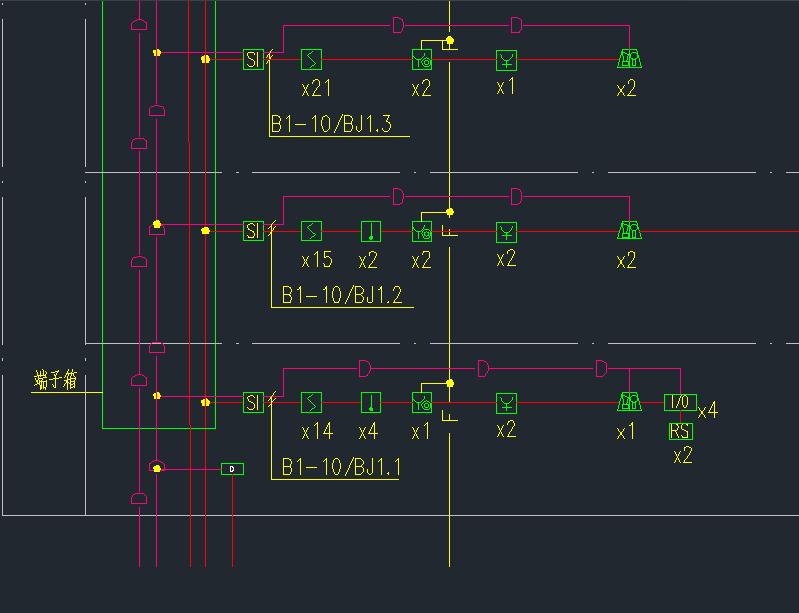 SI
x21
x2
x1
x2
B1-10/BJ1.3
SI
F
x15
x2
x2
x2
x2
B1-10/BJ1.2
端子箱
SI
F
I/O
x14
x4
x1
x2
x1
x4
RS
x2
B1-10/BJ1.1
D